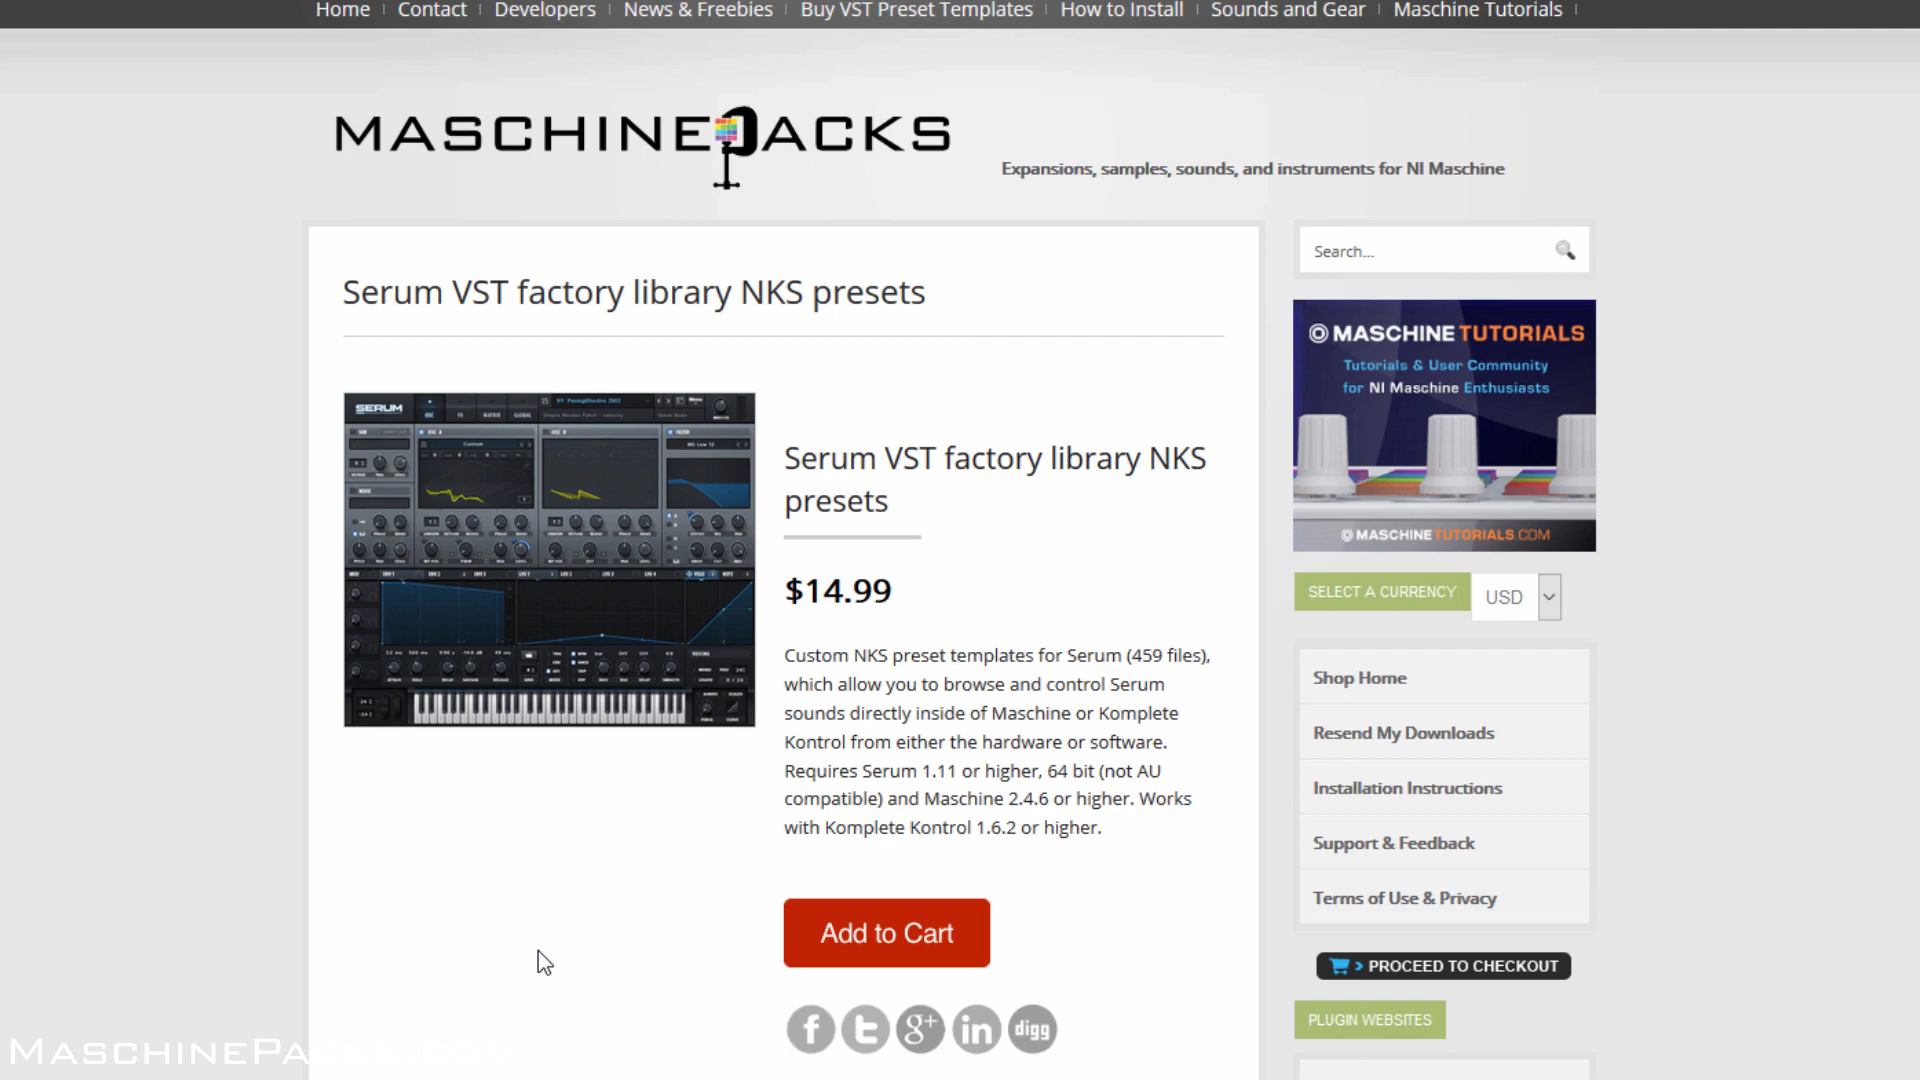 Home
Contact
Developers
News & Freebies
Buy VST Preset Templates
How to Install
Sounds and Gear
Maschine Tutorials
MASCHINEPACKS
Expansions, samples, sounds, and instruments for NI Maschine
Serum VST factory library NKS presets
SERUM
Serum VST factory library NKS
presets
$14.99
Custom NKS preset templates for Serum (459 files),
which allow you to browse and control Serum
sounds directly inside of Maschine or Komplete
Kontrol from either the hardware or software.
Requires Serum 1.11 or higher, 64 bit (not AU
compatible) and Maschine 2.4.6 or higher. Works
with Komplete Kontrol 1.6.2 or higher.
Add to Cart
f
t
g+
in
digg
Search...
MASCHINE TUTORIALS
Tutorials & User Community
for NI Maschine Enthusiasts
MASCHINETUTORIALS.COM
SELECT A CURRENCY
USD
Shop Home
Resend My Downloads
Installation Instructions
Support & Feedback
Terms of Use & Privacy
> PROCEED TO CHECKOUT
PLUGIN WEBSITES
MASCHINEPACKS.COM